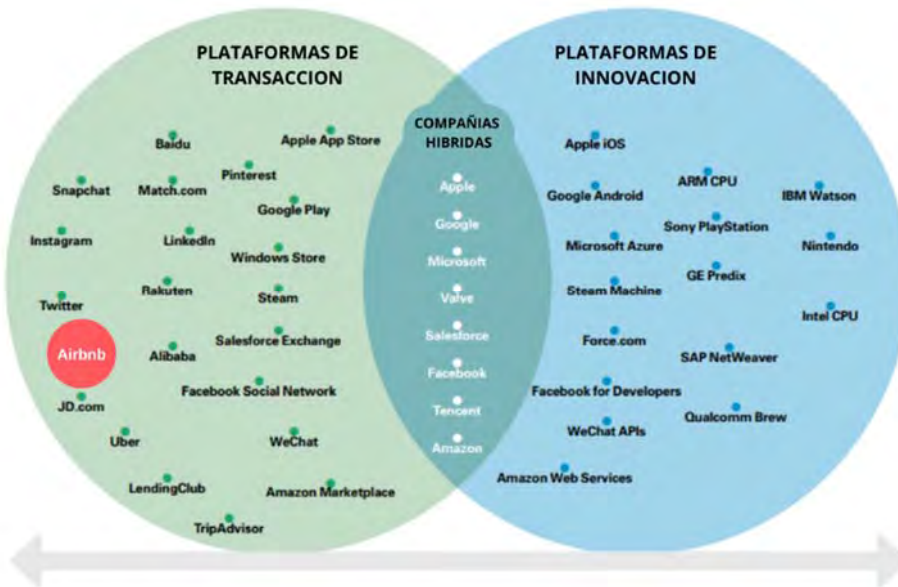 PLATAFORMAS DE
TRANSACCION
Baidu
Apple App Store
Snapchat
Match.com
Pinterest
Google Play
Instagram
LinkedIn
Windows Store
Twitter
Rakuten
Steam
Airbnb
Alibaba
Salesforce Exchange
JD.com
Facebook Social Network
Uber
WeChat
LendingClub
Amazon Marketplace
TripAdvisor
COMPAÑIAS
HIBRIDAS
Apple
Google
Microsoft
Valve
Salesforce
Facebook
Tencent
Amazon
PLATAFORMAS DE
INNOVACION
Apple iOS
ARM CPU
Google Android
IBM Watson
Sony PlayStation
Microsoft Azure
Nintendo
GE Predix
Steam Machine
Intel CPU
Force.com
SAP NetWeaver
Facebook for Developers
Qualcomm Brew
WeChat APIs
Amazon Web Services